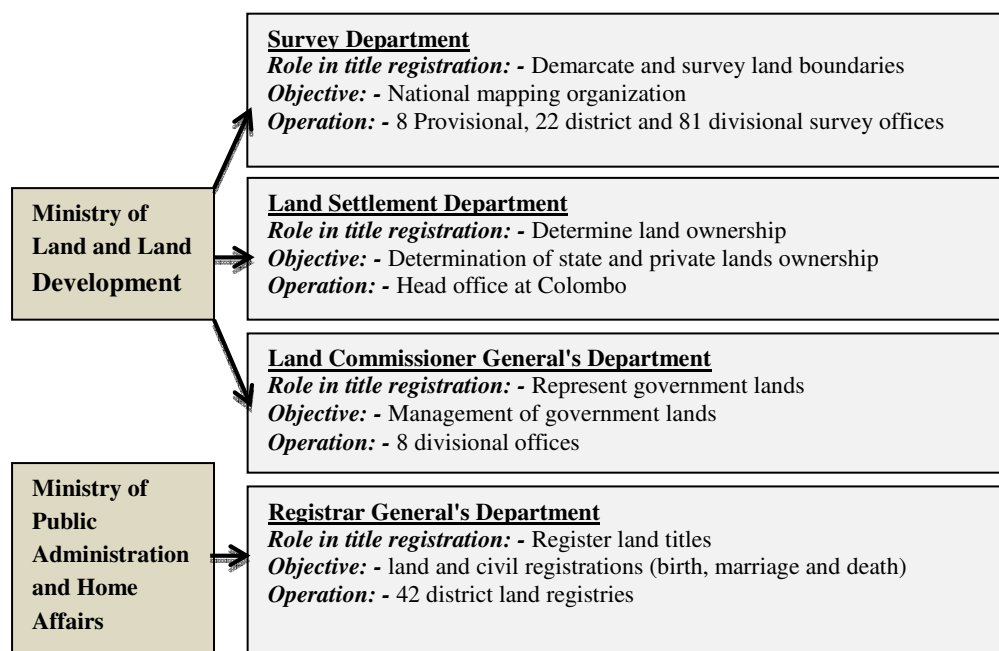 Survey Department
Role in title registration: - Demarcate and survey land boundaries
Objective: - National mapping organization
Operation: - 8 Provisional, 22 district and 81 divisional survey offices
Ministry of
Land and Land
Development
Land Settlement Department
Role in title registration: - Determine land ownership
Objective: - Determination of state and private lands ownership
Operation: - Head office at Colombo
Land Commissioner General's Department
Role in title registration: - Represent government lands
Objective: - Management of government lands
Operation: - 8 divisional offices
Ministry of
Public
Administration
and Home
Affairs
Registrar General's Department
Role in title registration: - Register land titles
Objective: - land and civil registrations (birth, marriage and death)
Operation: - 42 district land registries